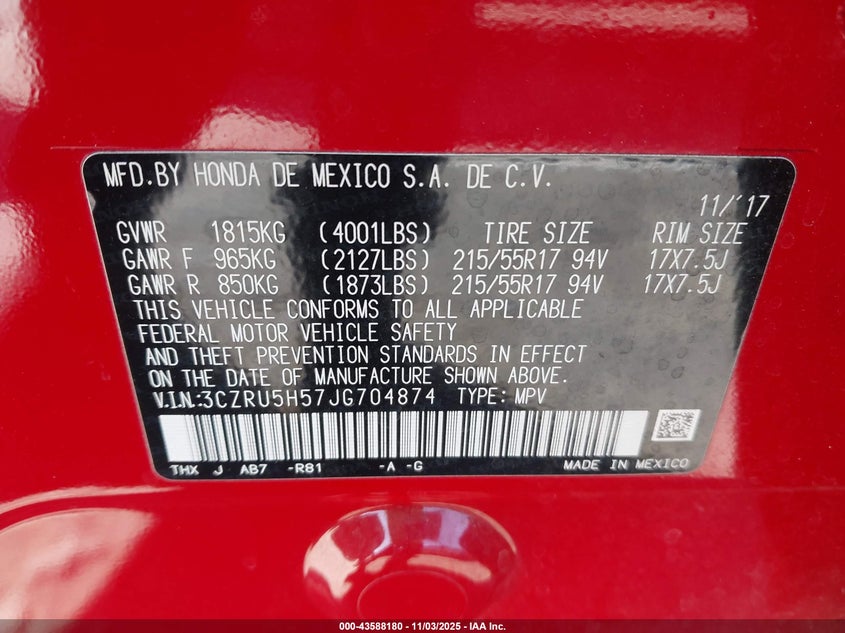 MFD.BY HONDA DE MEXICO S.A. DE C.V.
11/'17
GVWR 1815KG (4001LBS) TIRE SIZE RIM SIZE
GAWR F 965KG (2127LBS) 215/55R17 94V 17X7.5J
GAWR R 850KG (1873LBS) 215/55R17 94V 17X7.5J
THIS VEHICLE CONFORMS TO ALL APPLICABLE
FEDERAL MOTOR VEHICLE SAFETY
AND THEFT PREVENTION STANDARDS IN EFFECT
ON THE DATE OF MANUFACTURE SHOWN ABOVE.
V.I.N.:3CZRU5H57JG704874 TYPE: MPV
THX J AB7 -R81 -A -G MADE IN MEXICO
000-43588180 - 11/03/2025 - IAA Inc.